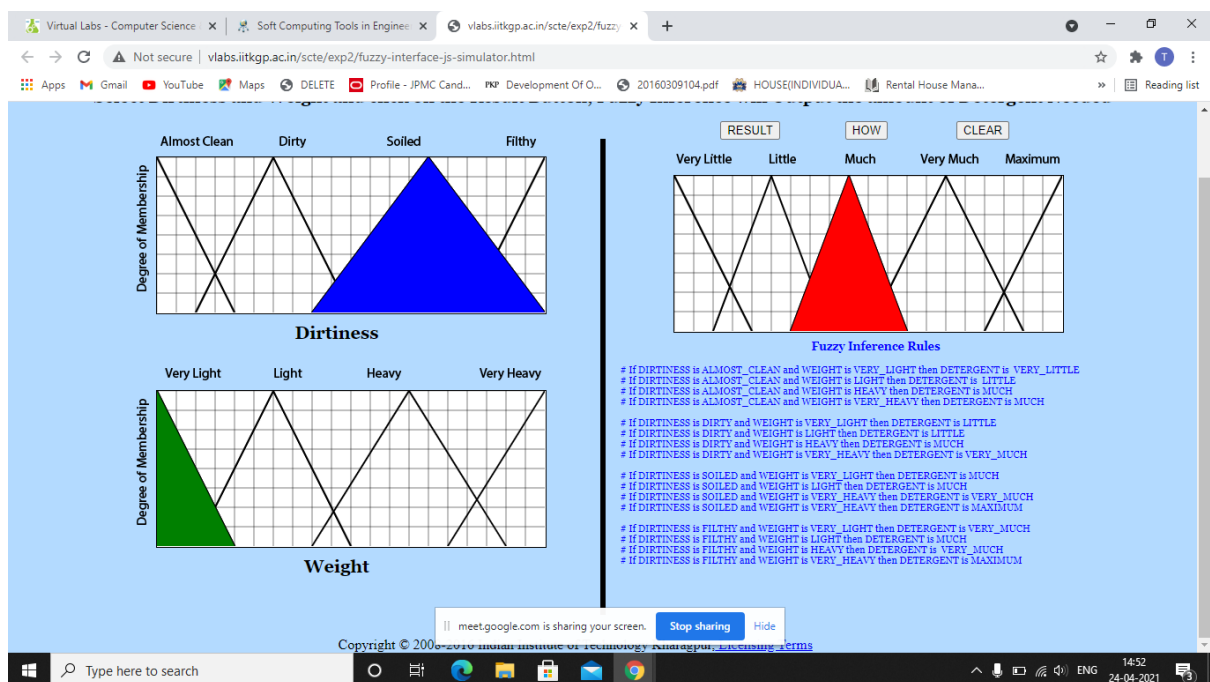 Virtual Labs - Computer Science
Soft Computing Tools in Enginee
vlabs.iitkgp.ac.in/scte/exp2/fuzzy
Not secure | vlabs.iitkgp.ac.in/scte/exp2/fuzzy-interface-js-simulator.html
T
Apps Gmail YouTube Maps DELETE Profile - JPMC Cand... PKP Development Of O... 20160309104.pdf HOUSE(INDIVIDUA... Rental House Mana... » Reading list
RESULT HOW CLEAR
Almost Clean Dirty Soiled Filthy
Degree of Membership
Dirtiness
Very Light Light Heavy Very Heavy
Degree of Membership
Weight
Very Little Little Much Very Much Maximum
Fuzzy Inference Rules
# If DIRTINESS is ALMOST_CLEAN and WEIGHT is VERY_LIGHT then DETERGENT is VERY_LITTLE
# If DIRTINESS is ALMOST_CLEAN and WEIGHT is LIGHT then DETERGENT is LITTLE
# If DIRTINESS is ALMOST_CLEAN and WEIGHT is HEAVY then DETERGENT is MUCH
# If DIRTINESS is ALMOST_CLEAN and WEIGHT is VERY_HEAVY then DETERGENT is MUCH
# If DIRTINESS is DIRTY and WEIGHT is VERY_LIGHT then DETERGENT is LITTLE
# If DIRTINESS is DIRTY and WEIGHT is LIGHT then DETERGENT is LITTLE
# If DIRTINESS is DIRTY and WEIGHT is HEAVY then DETERGENT is MUCH
# If DIRTINESS is DIRTY and WEIGHT is VERY_HEAVY then DETERGENT is VERY_MUCH
# If DIRTINESS is SOILED and WEIGHT is VERY_LIGHT then DETERGENT is MUCH
# If DIRTINESS is SOILED and WEIGHT is LIGHT then DETERGENT is MUCH
# If DIRTINESS is SOILED and WEIGHT is VERY_HEAVY then DETERGENT is VERY_MUCH
# If DIRTINESS is SOILED and WEIGHT is VERY_HEAVY then DETERGENT is MAXIMUM
# If DIRTINESS is FILTHY and WEIGHT is VERY_LIGHT then DETERGENT is VERY_MUCH
# If DIRTINESS is FILTHY and WEIGHT is LIGHT then DETERGENT is MUCH
# If DIRTINESS is FILTHY and WEIGHT is HEAVY then DETERGENT is VERY_MUCH
# If DIRTINESS is FILTHY and WEIGHT is VERY_HEAVY then DETERGENT is MAXIMUM
meet.google.com is sharing your screen. Stop sharing Hide
Copyright © Kharagpur, Licensing Terms
Type here to search
ENG 14:52
24-04-2021
3